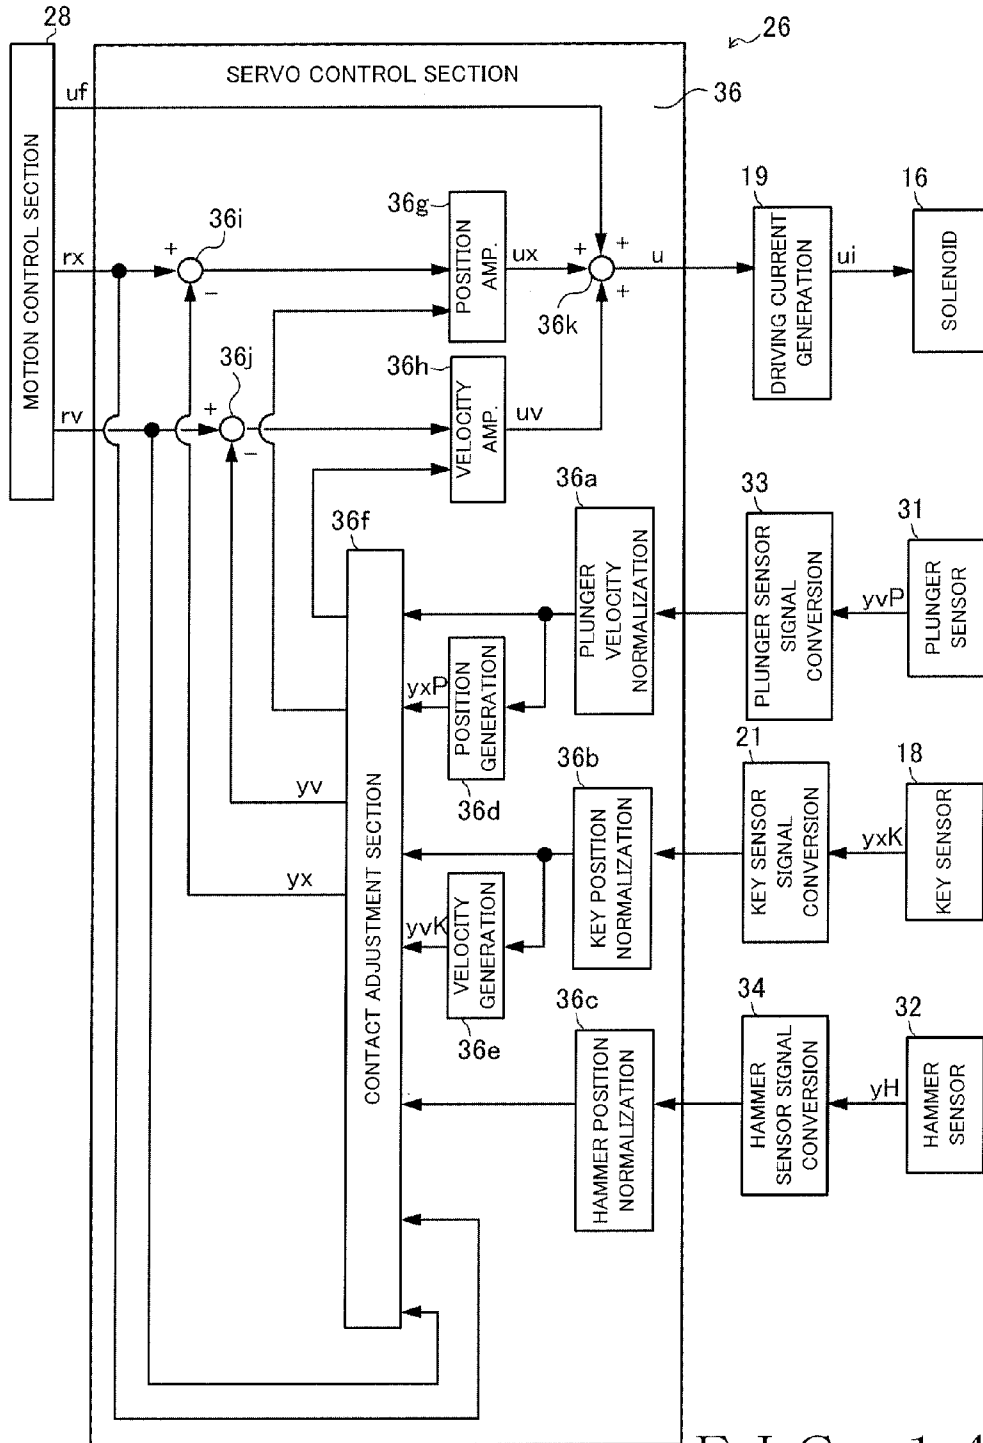 28
26
SERVO CONTROL SECTION
36
uf
MOTION CONTROL SECTION
rx
rv
36i
+
−
36j
+
−
36g
POSITION
AMP.
ux
36h
VELOCITY
AMP.
uv
+
+
+
36k
u
19
DRIVING CURRENT
GENERATION
ui
16
SOLENOID
36f
CONTACT ADJUSTMENT SECTION
yv
yx
36a
PLUNGER
VELOCITY
NORMALIZATION
33
PLUNGER SENSOR
SIGNAL
CONVERSION
yvP
31
PLUNGER
SENSOR
yxP
POSITION
GENERATION
36d
36b
KEY POSITION
NORMALIZATION
21
KEY SENSOR
SIGNAL
CONVERSION
yxK
18
KEY SENSOR
yvK
VELOCITY
GENERATION
36e
36c
HAMMER POSITION
NORMALIZATION
34
HAMMER
SENSOR SIGNAL
CONVERSION
yH
32
HAMMER
SENSOR